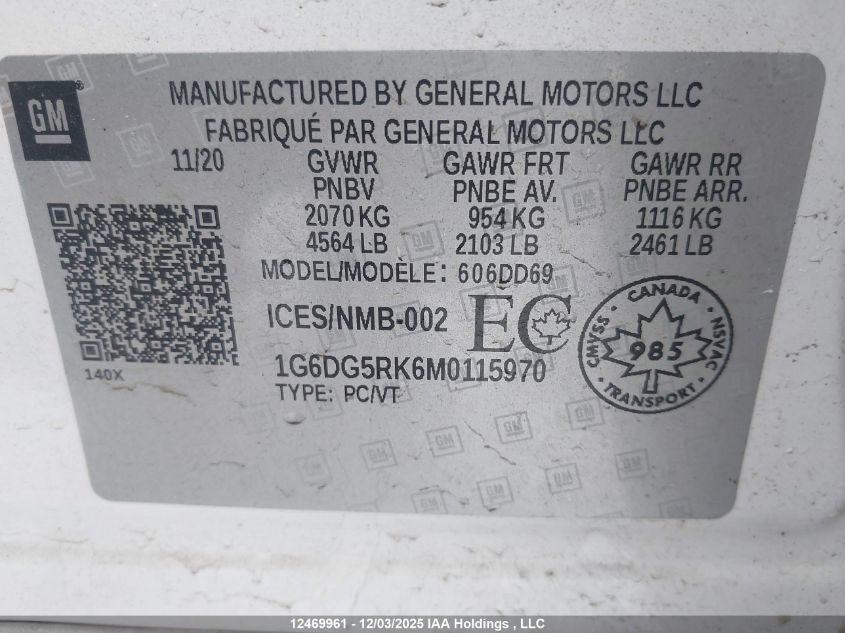 GM
MANUFACTURED BY GENERAL MOTORS LLC
FABRIQUÉ PAR GENERAL MOTORS LLC
11/20 GVWR GAWR FRT GAWR RR
PNBV PNBE AV. PNBE ARR.
2070 KG 954 KG 1116 KG
4564 LB 2103 LB 2461 LB
MODEL/MODÈLE: 606DD69
ICES/NMB-002 EC
1G6DG5RK6M0115970
TYPE: PC/VT
140X
CANADA
CMVSS NSVAC
985
TRANSPORT
12469961 - 12/03/2025 IAA Holdings , LLC